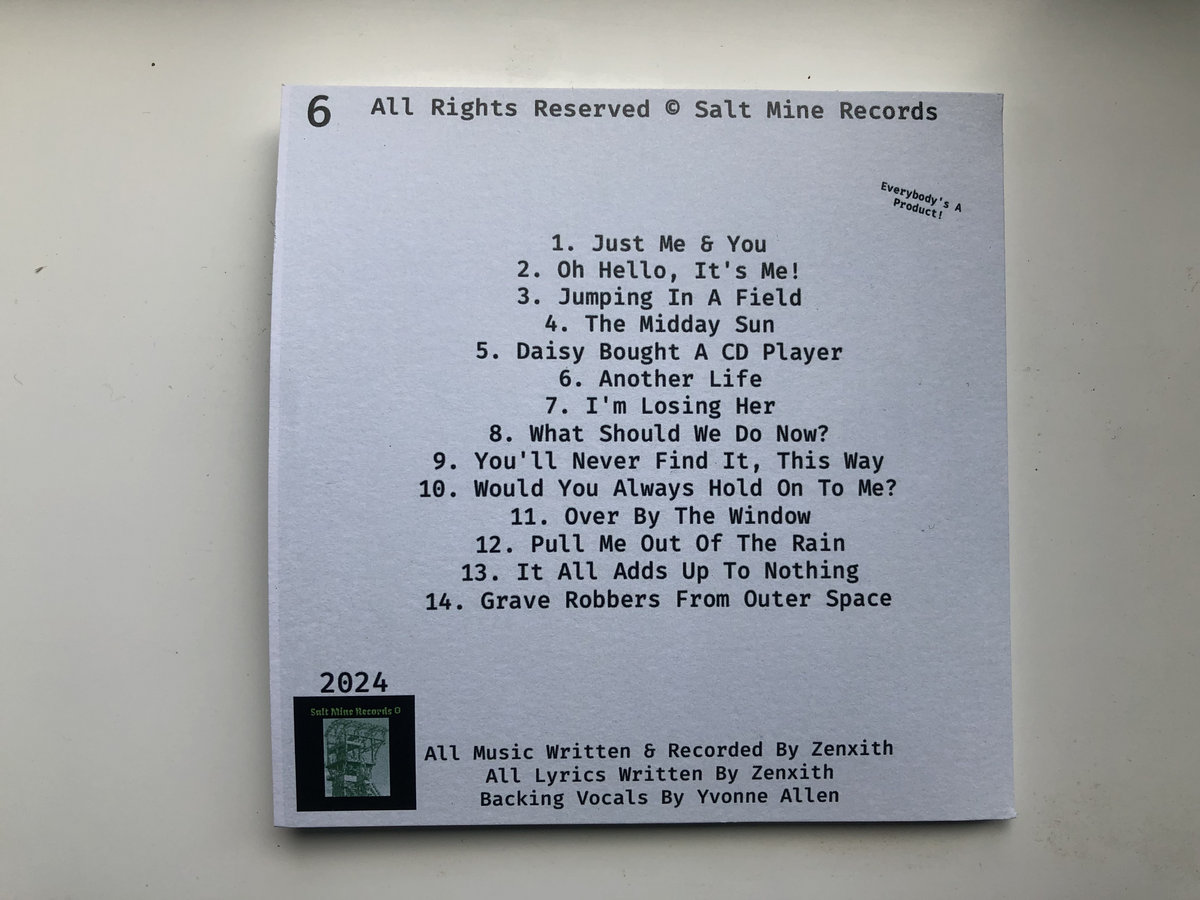 6
All Rights Reserved © Salt Mine Records
Everybody's A
Product!
1. Just Me & You
2. Oh Hello, It's Me!
3. Jumping In A Field
4. The Midday Sun
5. Daisy Bought A CD Player
6. Another Life
7. I'm Losing Her
8. What Should We Do Now?
9. You'll Never Find It, This Way
10. Would You Always Hold On To Me?
11. Over By The Window
12. Pull Me Out Of The Rain
13. It All Adds Up To Nothing
14. Grave Robbers From Outer Space
2024
Salt Mine Records ©
All Music Written & Recorded By Zenxith
All Lyrics Written By Zenxith
Backing Vocals By Yvonne Allen